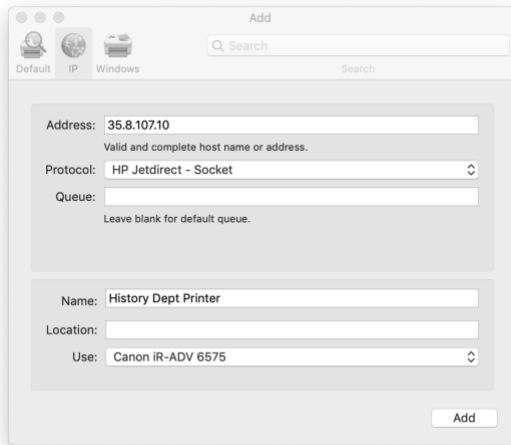 Add
Search
Default IP Windows Search
Address: 35.8.107.10
Valid and complete host name or address.
Protocol: HP Jetdirect - Socket
Queue:
Leave blank for default queue.
Name: History Dept Printer
Location:
Use: Canon iR-ADV 6575
Add